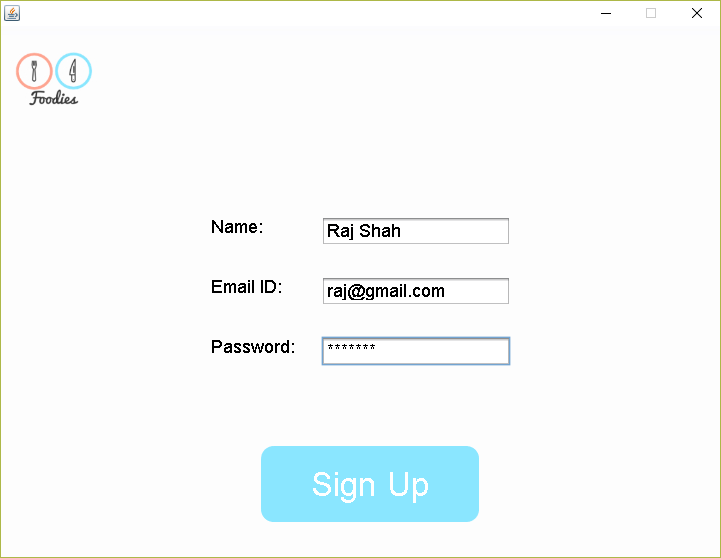 Foodies
Name: Raj Shah
Email ID: raj@gmail.com
Password: *******
Sign Up